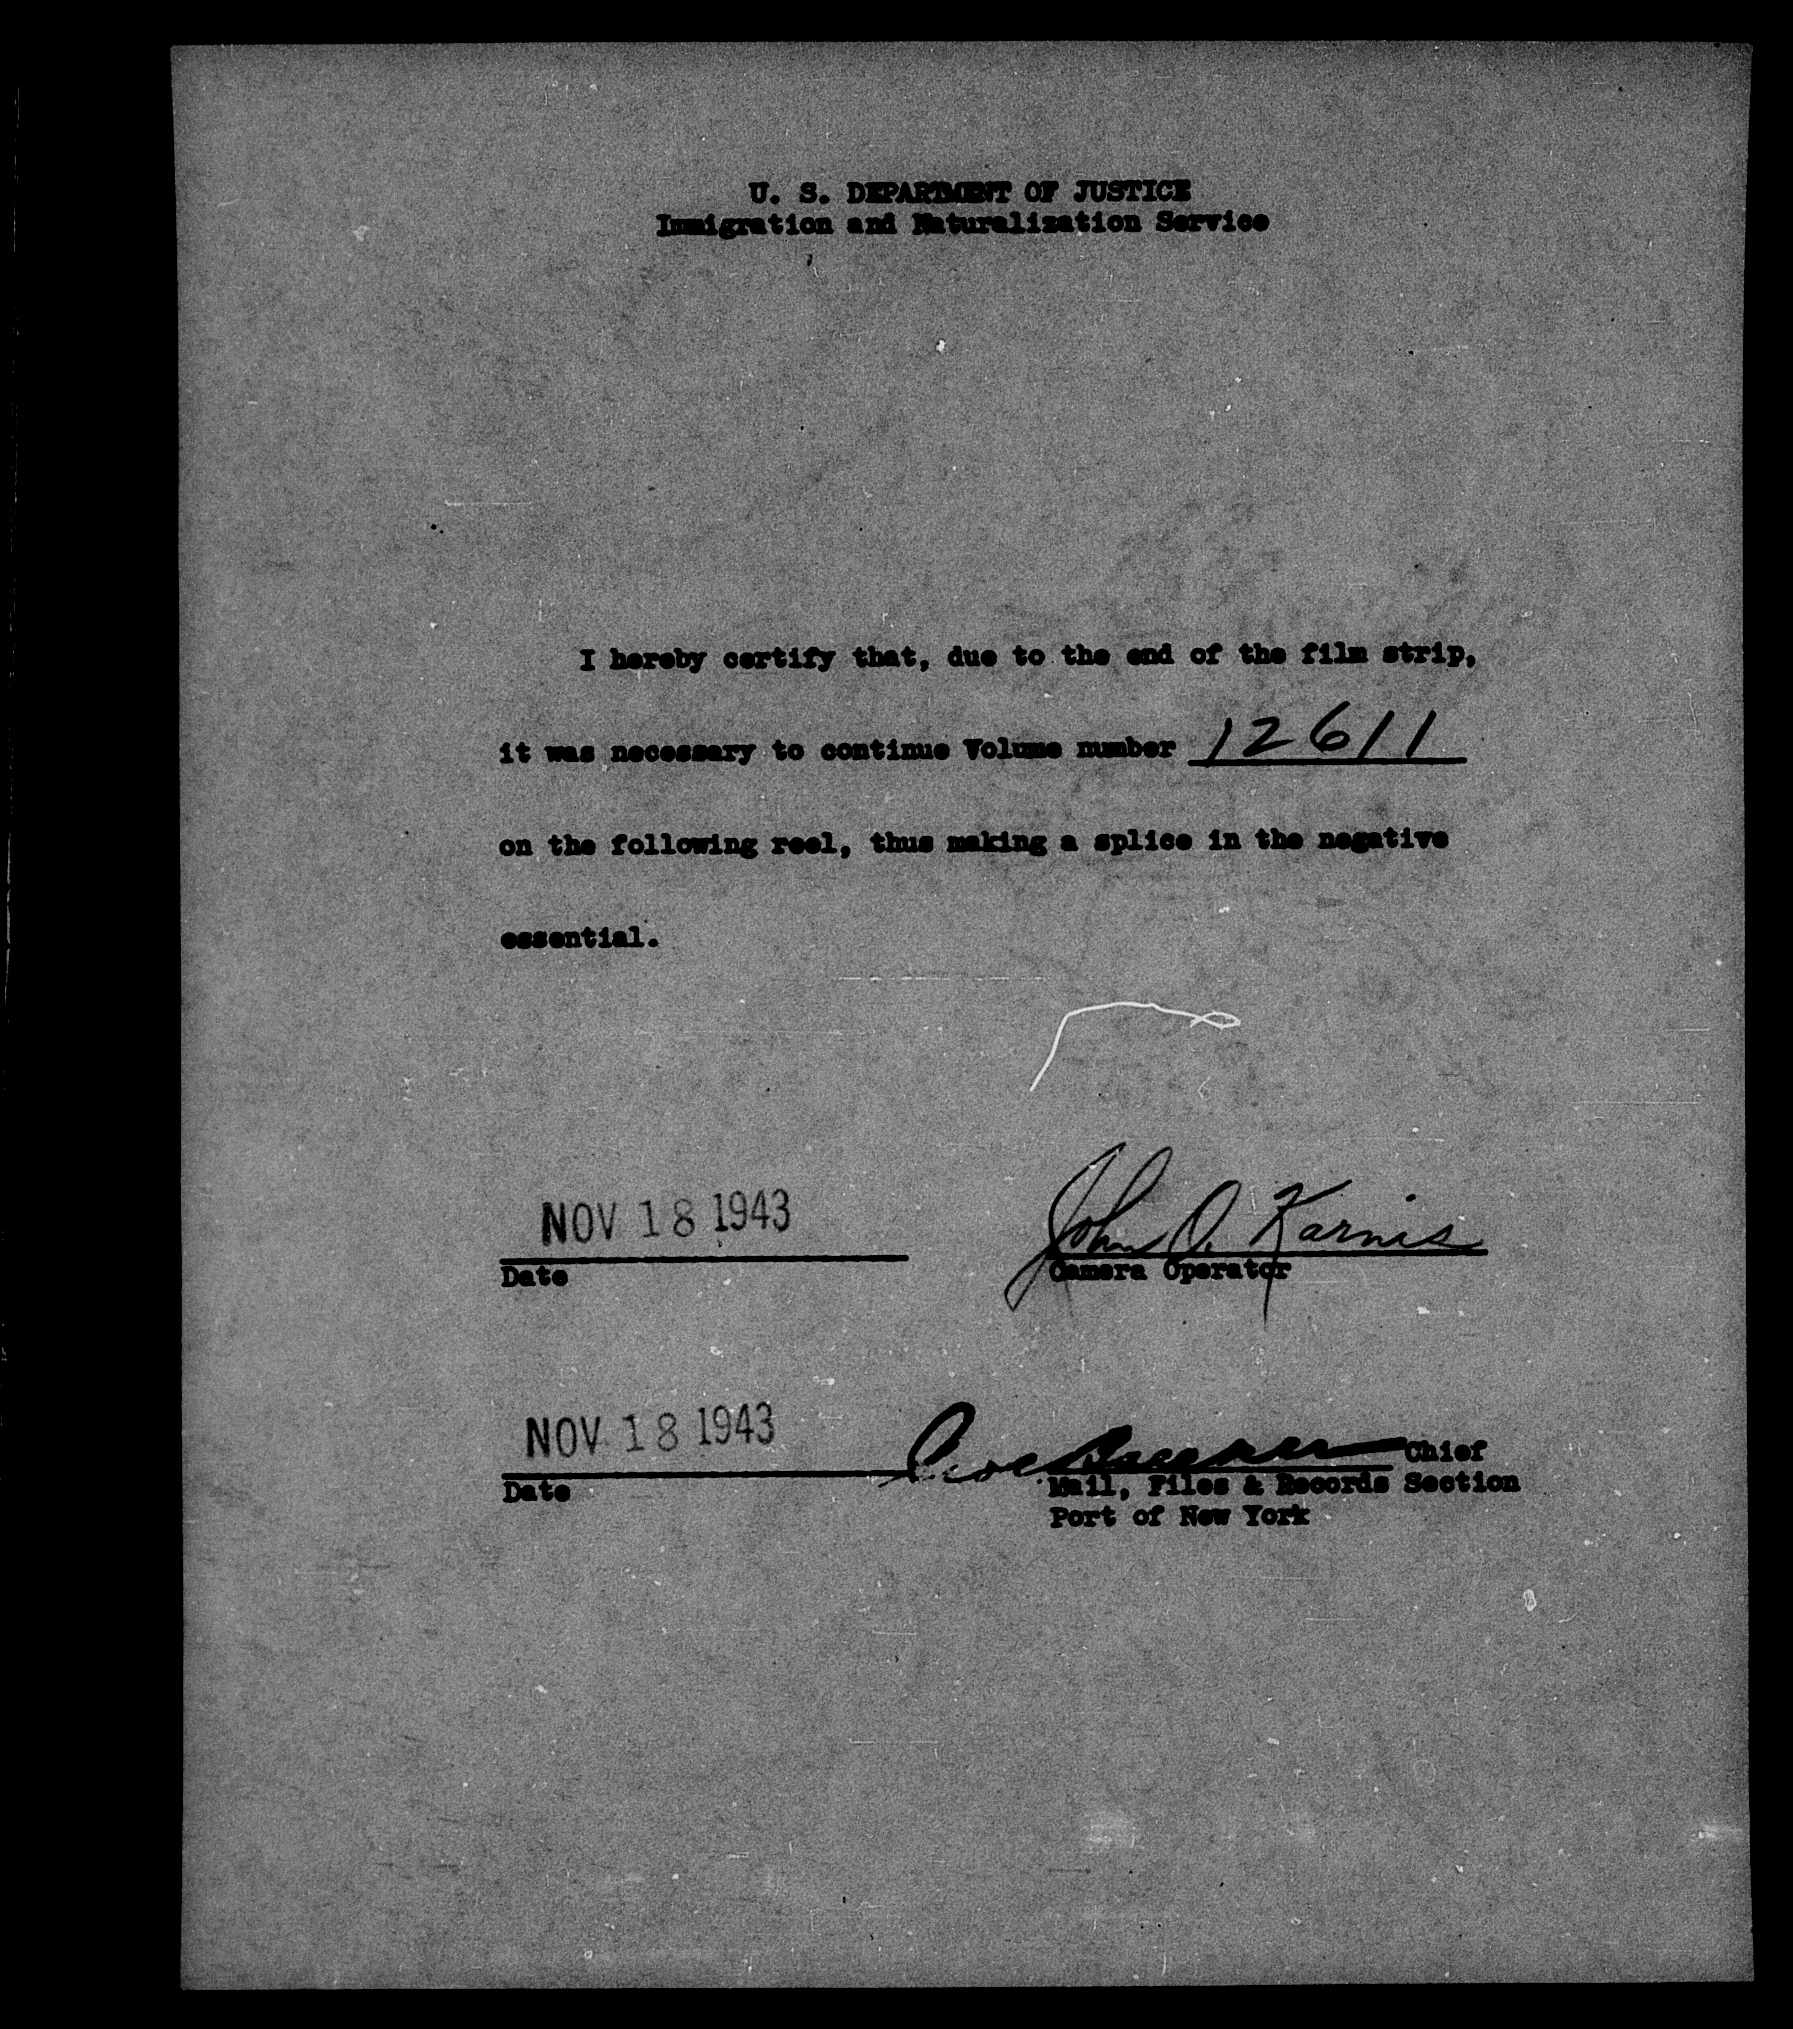 U. S. DEPARTMENT OF JUSTICE
Immigration and Naturalization Service
I hereby certify that, due to the end of the film strip,
it was necessary to continue Volume number 12611
on the following reel, thus making a splice in the negative
essential.
NOV 18 1943
John O. Karnis
Date
Camera Operator
NOV 18 1943
Chief
Date
Mail, Files & Records Section
Port of New York